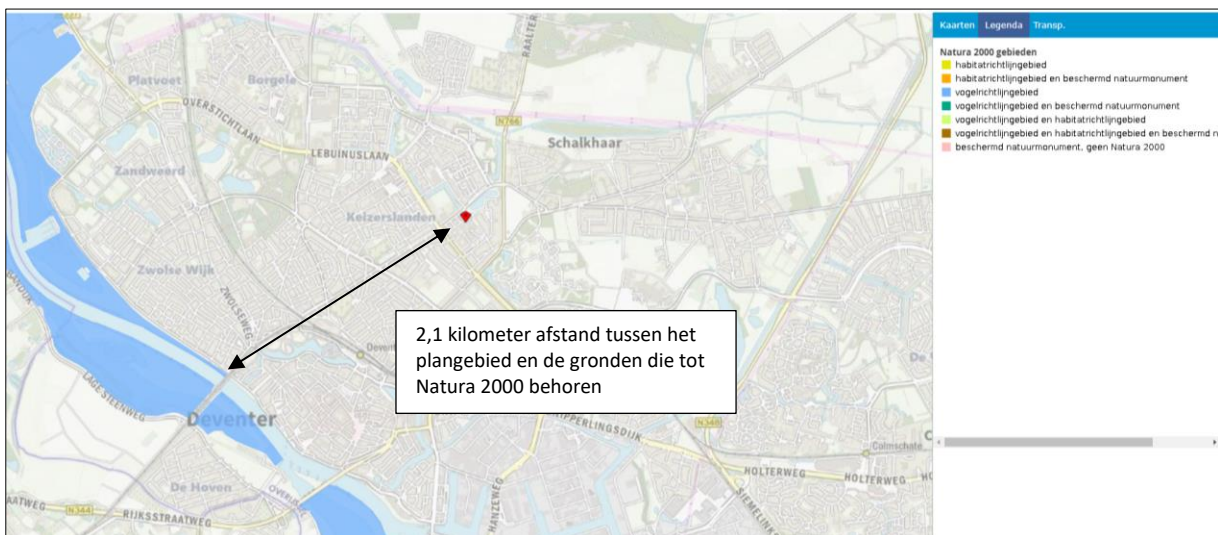 Platvoet
Borgele
RAALTER
OVERSTICHTLAAN
N766
Schalkhaar
LEBUINUSLAAN
Zandweerd
Keizerslanden
Zwolse Wijk
ZWOLSEWEG
2,1 kilometer afstand tussen het
plangebied en de gronden die tot
Natura 2000 behoren
LAGE STEENWEG
Deventer
N348
Colmschate
De Hoven
HOLTERWEG
HOLTERWEG
HANZEWEG
N344
RIJKSSTRAATWEG
Kaarten Legenda Transp.
Natura 2000 gebieden
habitatrichtlijngebied
habitatrichtlijngebied en beschermd natuurmonument
vogelrichtlijngebied
vogelrichtlijngebied en beschermd natuurmonument
vogelrichtlijngebied en habitatrichtlijngebied
vogelrichtlijngebied en habitatrichtlijngebied en beschermd n
beschermd natuurmonument, geen Natura 2000